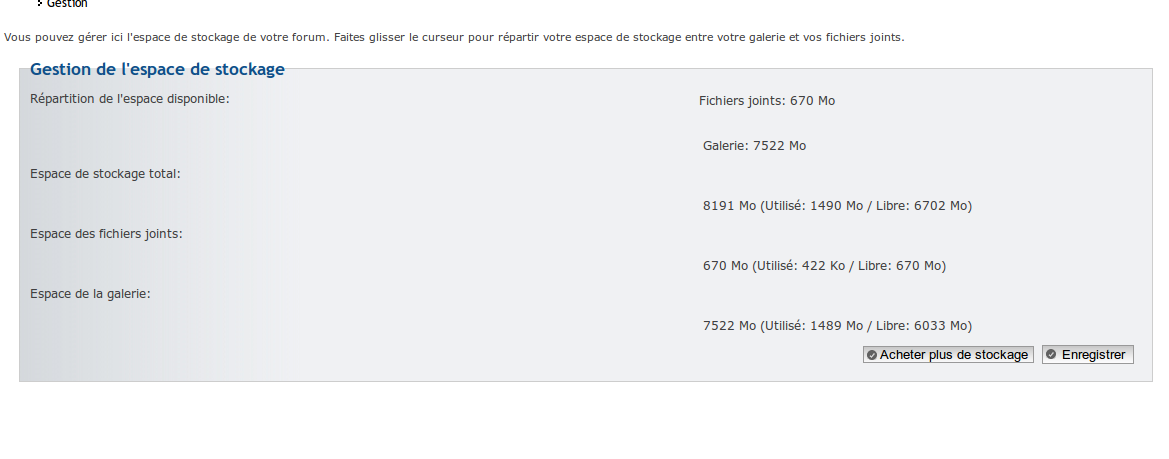 Gestion
Vous pouvez gérer ici l'espace de stockage de votre forum. Faites glisser le curseur pour répartir votre espace de stockage entre votre galerie et vos fichiers joints.
Gestion de l'espace de stockage
Répartition de l'espace disponible:
Fichiers joints: 670 Mo
Galerie: 7522 Mo
Espace de stockage total:
8191 Mo (Utilisé: 1490 Mo / Libre: 6702 Mo)
Espace des fichiers joints:
670 Mo (Utilisé: 422 Ko / Libre: 670 Mo)
Espace de la galerie:
7522 Mo (Utilisé: 1489 Mo / Libre: 6033 Mo)
Acheter plus de stockage Enregistrer